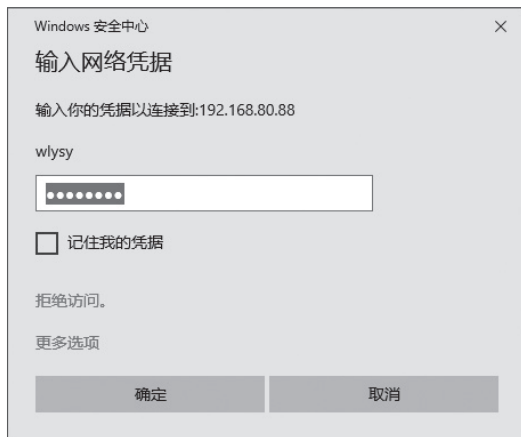 Windows 安全中心
输入网络凭据
输入你的凭据以连接到:192.168.80.88
wlysy
••••••••
记住我的凭据
拒绝访问。
更多选项
确定
取消